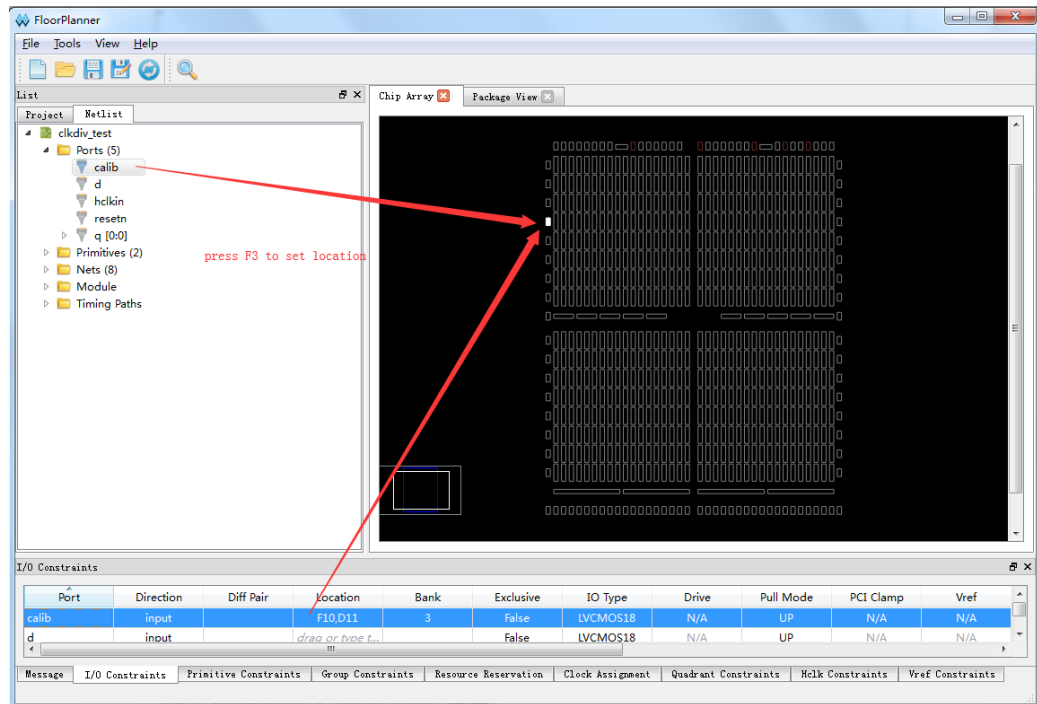 FloorPlanner
File Tools View Help
List
Chip Array Package View
Project Netlist
clkdiv_test
Ports (5)
calib
d
hclkin
resetn
q [0:0]
Primitives (2)
press F3 to set location
Nets (8)
Module
Timing Paths
I/O Constraints
Port Direction Diff Pair Location Bank Exclusive IO Type Drive Pull Mode PCI Clamp Vref
calib input F10,D11 3 False LVCMOS18 N/A UP N/A N/A
d input drag or type t... False LVCMOS18 N/A UP N/A N/A
Message I/O Constraints Primitive Constraints Group Constraints Resource Reservation Clock Assignment Quadrant Constraints Hclk Constraints Vref Constraints